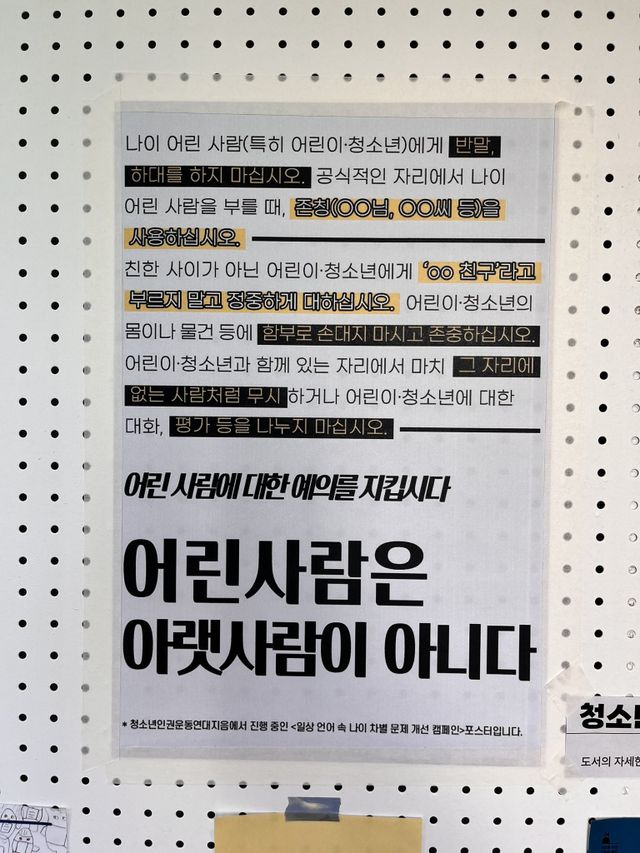 나이 어린 사람(특히 어린이·청소년)에게 반말,
하대를 하지 마십시오. 공식적인 자리에서 나이
어린 사람을 부를 때, 존칭(OO님, OO씨 등)을
사용하십시오.
친한 사이가 아닌 어린이·청소년에게 ‘oo 친구’라고
부르지 말고 정중하게 대하십시오. 어린이·청소년의
몸이나 물건 등에 함부로 손대지 마시고 존중하십시오.
어린이·청소년과 함께 있는 자리에서 마치 그 자리에
없는 사람처럼 무시하거나 어린이·청소년에 대한
대화, 평가 등을 나누지 마십시오.
어린 사람에 대한 예의를 지킵시다
어린사람은
아랫사람이 아니다
* 청소년인권운동연대지음에서 진행 중인 <일상 언어 속 나이 차별 문제 개선 캠페인>포스터입니다.
도서의 자세한